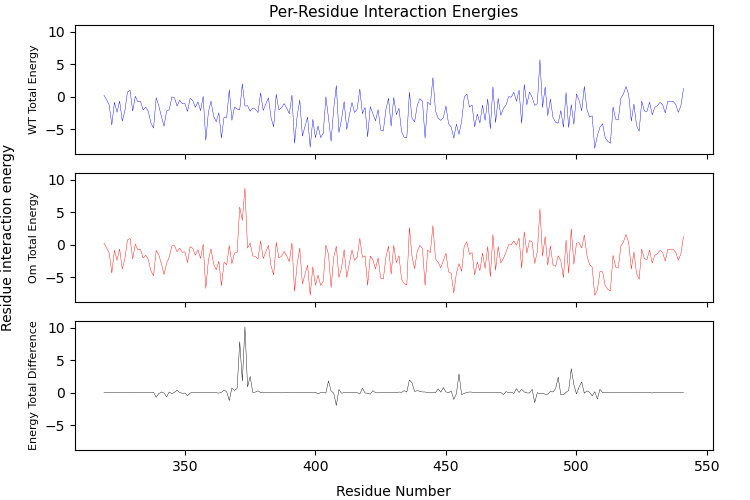 Per-Residue Interaction Energies
Residue interaction energy
WT Total Energy
10
5
0
−5
Om Total Energy
10
5
0
−5
Energy Total Difference
10
5
0
−5
350 400 450 500 550
Residue Number